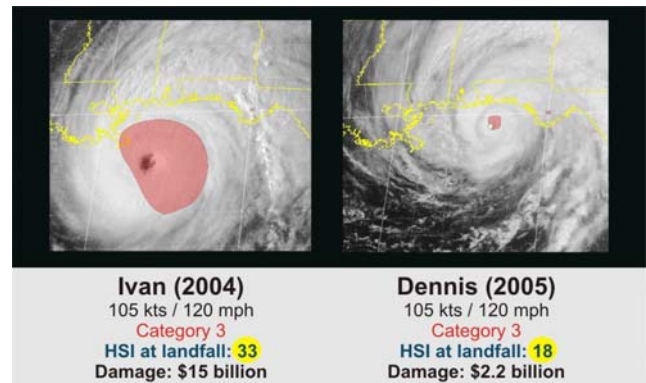 Ivan (2004)
105 kts / 120 mph
Category 3
HSI at landfall: 33
Damage: $15 billion
Dennis (2005)
105 kts / 120 mph
Category 3
HSI at landfall: 18
Damage: $2.2 billion